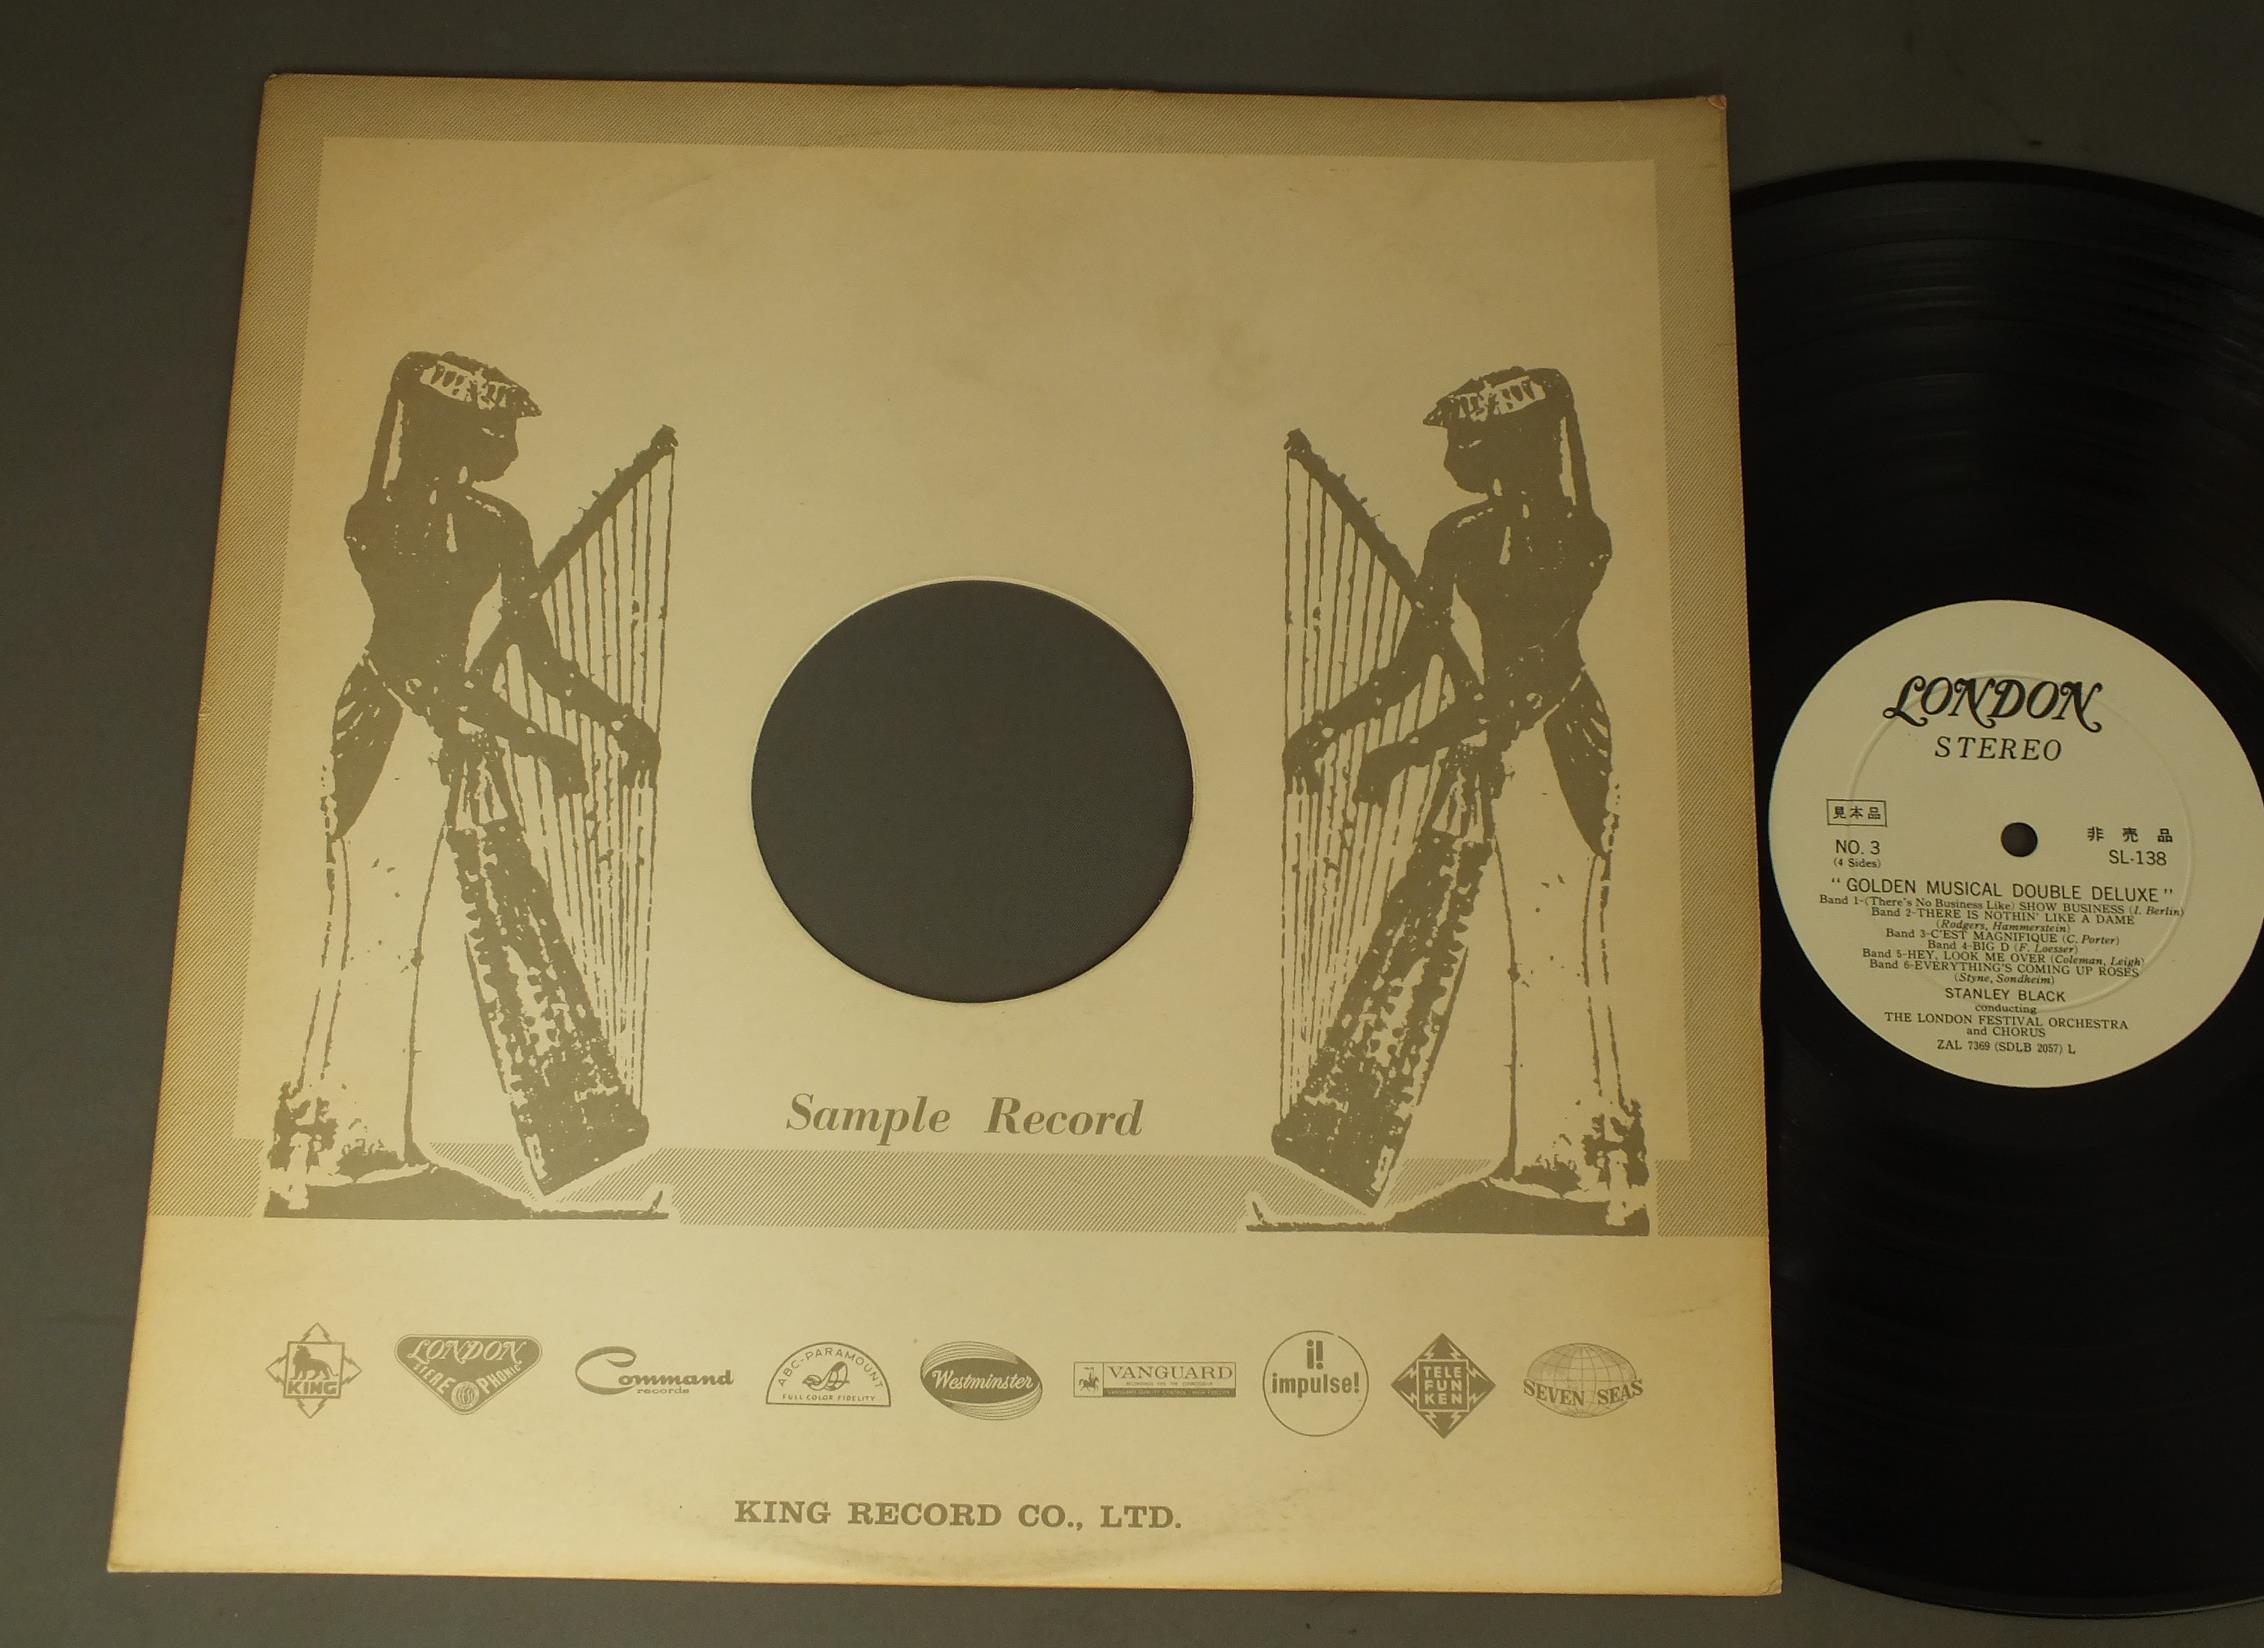 Sample Record
KING
LONDON
STEREOPHONIC
Command
records
ABC-PARAMOUNT
FULL COLOR FIDELITY
Westminster
VANGUARD
RECORDINGS FOR THE CONNOISSEUR
i!
impulse!
TELE
FUN
KEN
SEVEN SEAS
KING RECORD CO., LTD.
LONDON
STEREO
見本品
非売品
NO. 3
SL-138
(4 Sides)
"GOLDEN MUSICAL DOUBLE DELUXE"
Band 1-(There's No Business Like) SHOW BUSINESS (I. Berlin)
Band 2-THERE IS NOTHIN' LIKE A DAME
(Rodgers, Hammerstein)
Band 3-C'EST MAGNIFIQUE (C. Porter)
Band 4-BIG D (F. Loesser)
Band 5-HEY, LOOK ME OVER (Coleman, Leigh)
Band 6-EVERYTHING'S COMING UP ROSES
(Styne, Sondheim)
STANLEY BLACK
conducting
THE LONDON FESTIVAL ORCHESTRA
and CHORUS
ZAL 7369 (SDLB 2057) L